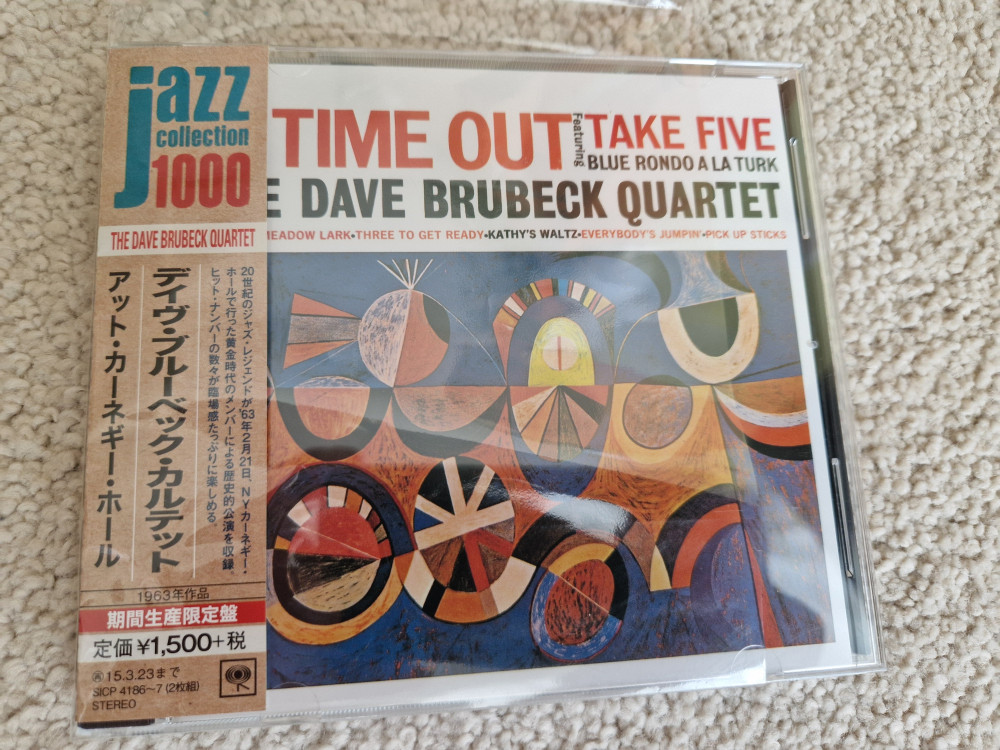 jazz
collection
1000
THE DAVE BRUBECK QUARTET
デイヴ・ブルーベック・カルテット
アット・カーネギー・ホール
20世紀のジャズ・レジェンドが'63年2月21日、NYカーネギー・
ホールで行った黄金時代のメンバーによる歴史的公演を収録。
ヒット・ナンバーの数々が臨場感たっぷりに楽しめる。
1963年作品
期間生産限定盤
定価¥1,500+税
Ⓡ15.3.23まで
SICP 4186~7 (2枚組)
STEREO
TIME OUT Featuring TAKE FIVE
BLUE RONDO A LA TURK
E DAVE BRUBECK QUARTET
MEADOW LARK•THREE TO GET READY•KATHY'S WALTZ•EVERYBODY'S JUMPIN'•PICK UP STICKS